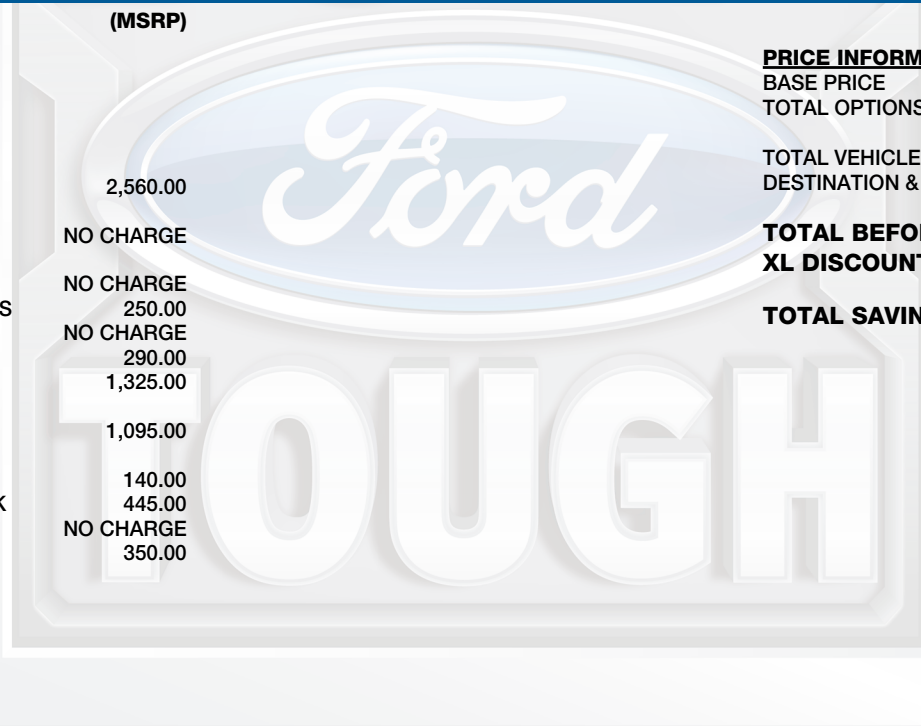 (MSRP)
2,560.00
NO CHARGE
NO CHARGE
S 250.00
NO CHARGE
290.00
1,325.00
1,095.00
140.00
K 445.00
NO CHARGE
350.00
PRICE INFORM
BASE PRICE
TOTAL OPTIONS
TOTAL VEHICLE
DESTINATION &
TOTAL BEFO
XL DISCOUNT
TOTAL SAVIN
Ford
TOUGH